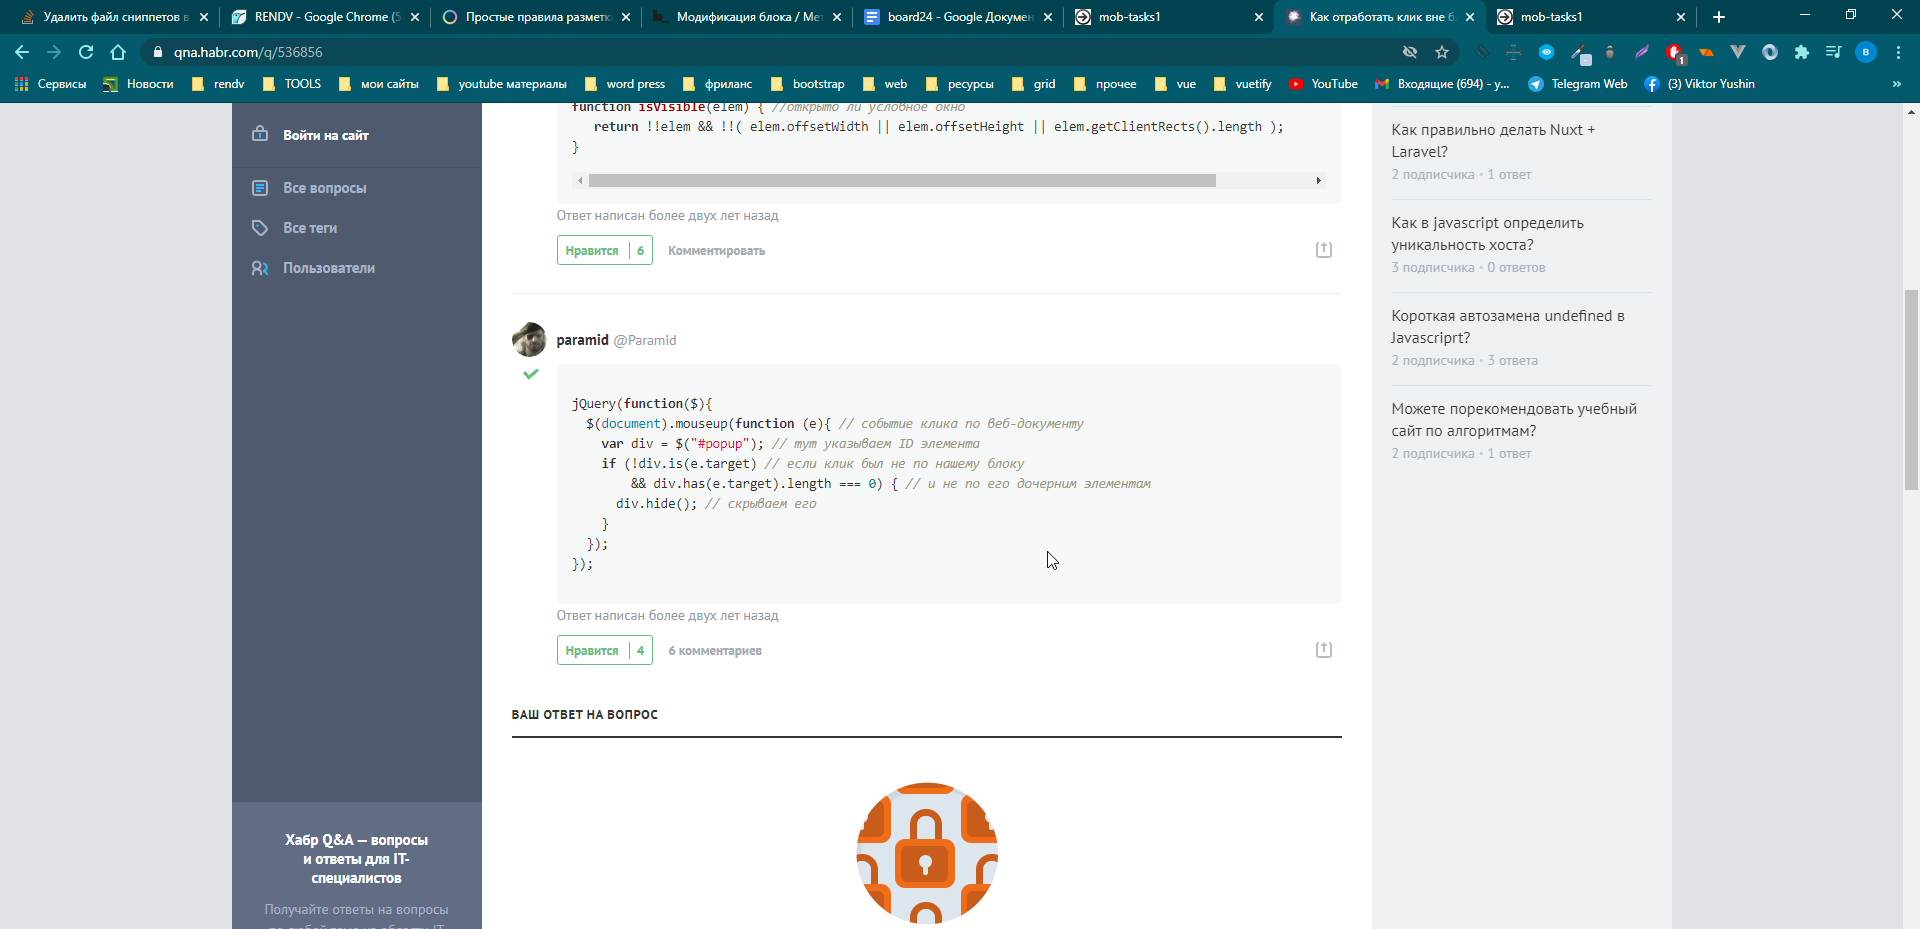 Удалить файл сниппетов в
RENDV - Google Chrome (5
Простые правила разметк
Модификация блока / Ме
board24 - Google Докумен
mob-tasks1
Как отработать клик вне б
mob-tasks1
qna.habr.com/q/536856
1
В
Сервисы
Новости
rendv
TOOLS
мои сайты
youtube материалы
word press
фриланс
bootstrap
web
ресурсы
grid
прочее
vue
vuetify
YouTube
Входящие (694) - y...
Telegram Web
(3) Viktor Yushin
»
Войти на сайт
Все вопросы
Все теги
Пользователи
Хабр Q&A — вопросы
и ответы для IT-
специалистов
Получайте ответы на вопросы
по любой теме из области IT
function isVisible(elem) { //открыто ли условное окно
return !!elem && !!( elem.offsetWidth || elem.offsetHeight || elem.getClientRects().length );
}
Ответ написан более двух лет назад
Нравится 6 Комментировать
paramid @Paramid
jQuery(function($){
$(document).mouseup(function (e){ // событие клика по веб-документу
var div = $("#popup"); // тут указываем ID элемента
if (!div.is(e.target) // если клик был не по нашему блоку
&& div.has(e.target).length === 0) { // и не по его дочерним элементам
div.hide(); // скрываем его
}
});
});
Ответ написан более двух лет назад
Нравится 4 6 комментариев
ВАШ ОТВЕТ НА ВОПРОС
Как правильно делать Nuxt +
Laravel?
2 подписчика • 1 ответ
Как в javascript определить
уникальность хоста?
3 подписчика • 0 ответов
Короткая автозамена undefined в
Javascriprt?
2 подписчика • 3 ответа
Можете порекомендовать учебный
сайт по алгоритмам?
2 подписчика • 1 ответ